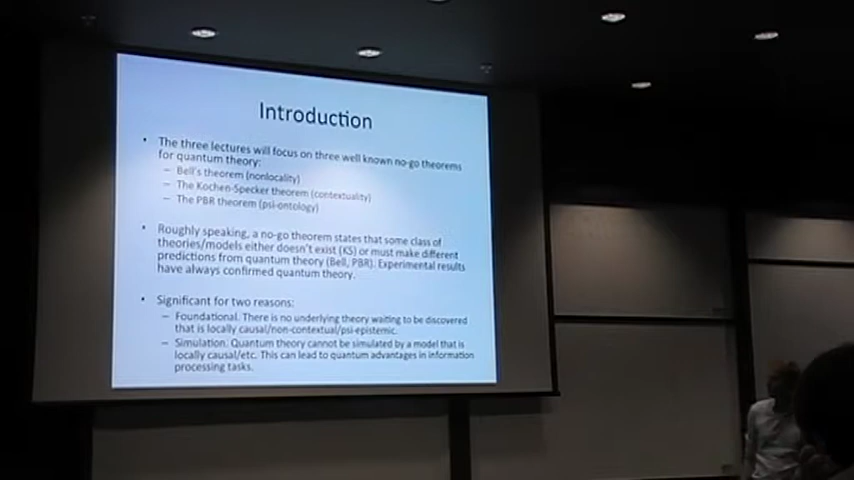 Introduction
• The three lectures will focus on three well known no-go theorems
for quantum theory:
– Bell's theorem (nonlocality)
– The Kochen-Specker theorem (contextuality)
– The PBR theorem (psi-ontology)
• Roughly speaking, a no-go theorem states that some class of
theories/models either doesn't exist (KS) or must make different
predictions from quantum theory (Bell, PBR). Experimental results
have always confirmed quantum theory.
• Significant for two reasons:
– Foundational. There is no underlying theory waiting to be discovered
that is locally causal/non-contextual/psi-epistemic.
– Simulation. Quantum theory cannot be simulated by a model that is
locally causal/etc. This can lead to quantum advantages in information
processing tasks.